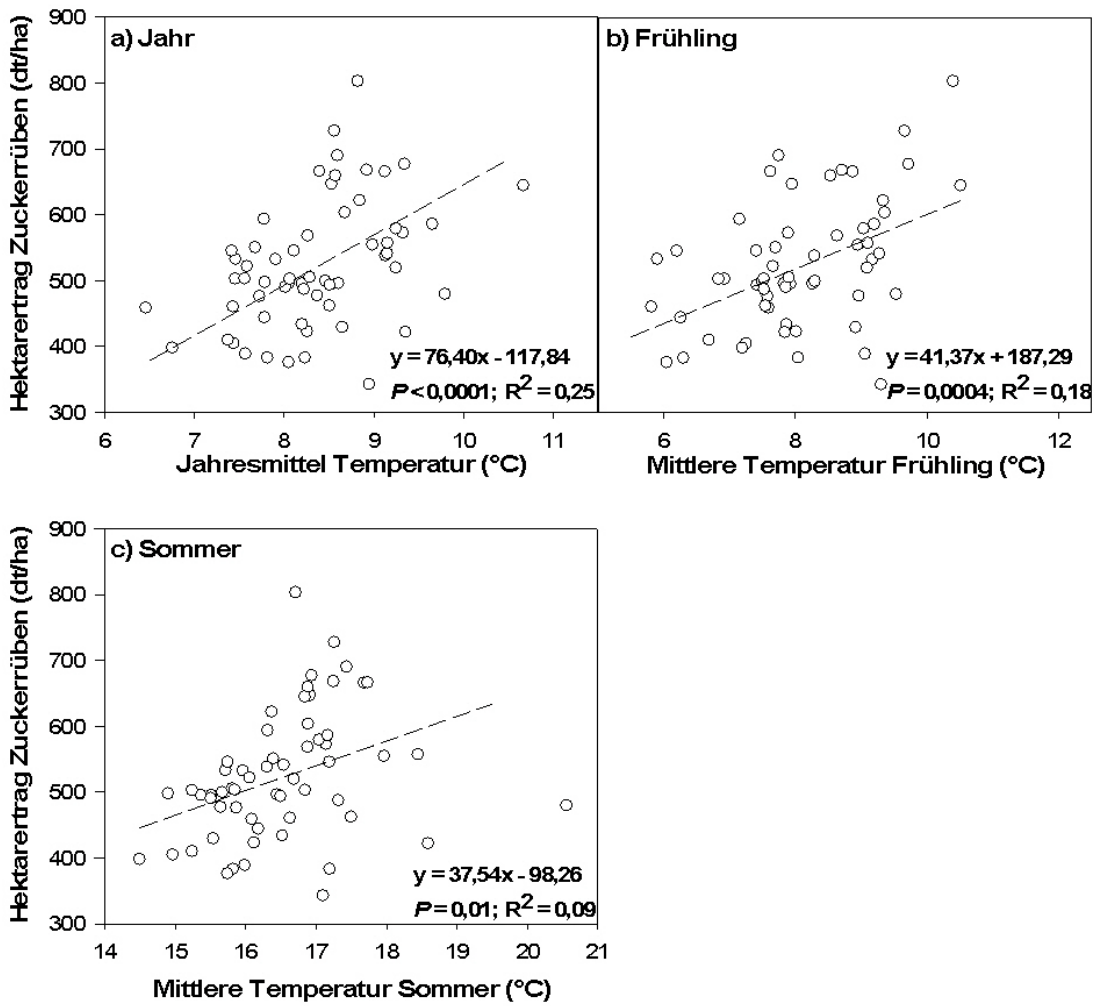 Hektarertrag Zuckerrüben (dt/ha)
900
800
700
600
500
400
300
a) Jahr
y = 76,40x - 117,84
P < 0,0001; R2 = 0,25
6 7 8 9 10 11
Jahresmittel Temperatur (°C)
b) Frühling
y = 41,37x + 187,29
P = 0,0004; R2 = 0,18
6 8 10 12
Mittlere Temperatur Frühling (°C)
Hektarertrag Zuckerrüben (dt/ha)
900
800
700
600
500
400
300
c) Sommer
y = 37,54x - 98,26
P = 0,01; R2 = 0,09
14 15 16 17 18 19 20 21
Mittlere Temperatur Sommer (°C)